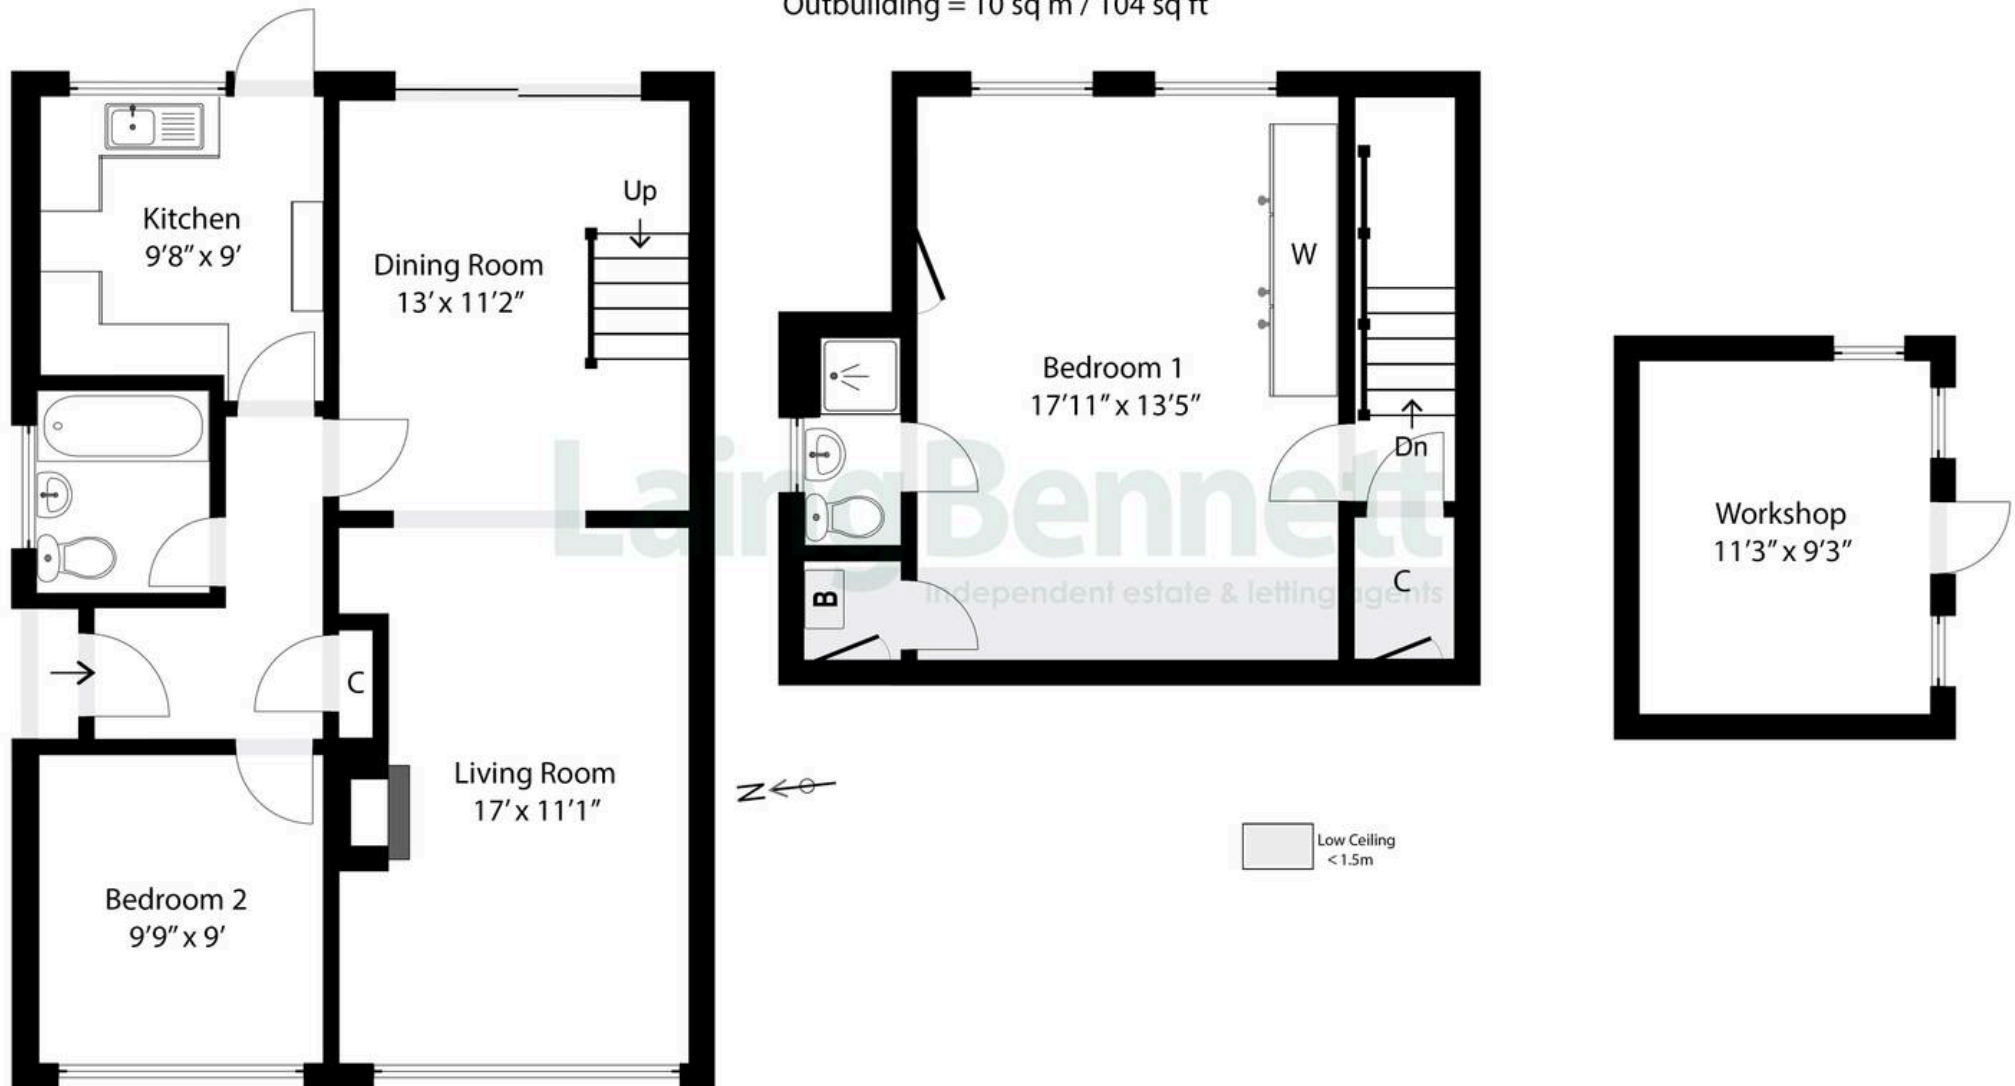 Outbuilding = 10 sq m / 104 sq ft
Kitchen
9'8" x 9'
Dining Room
13' x 11'2"
Up
Bedroom 1
17'11" x 13'5"
W
Dn
C
B
Workshop
11'3" x 9'3"
LaingBennett
independent estate & letting agents
C
Living Room
17' x 11'1"
Bedroom 2
9'9" x 9'
N
Low Ceiling
< 1.5m